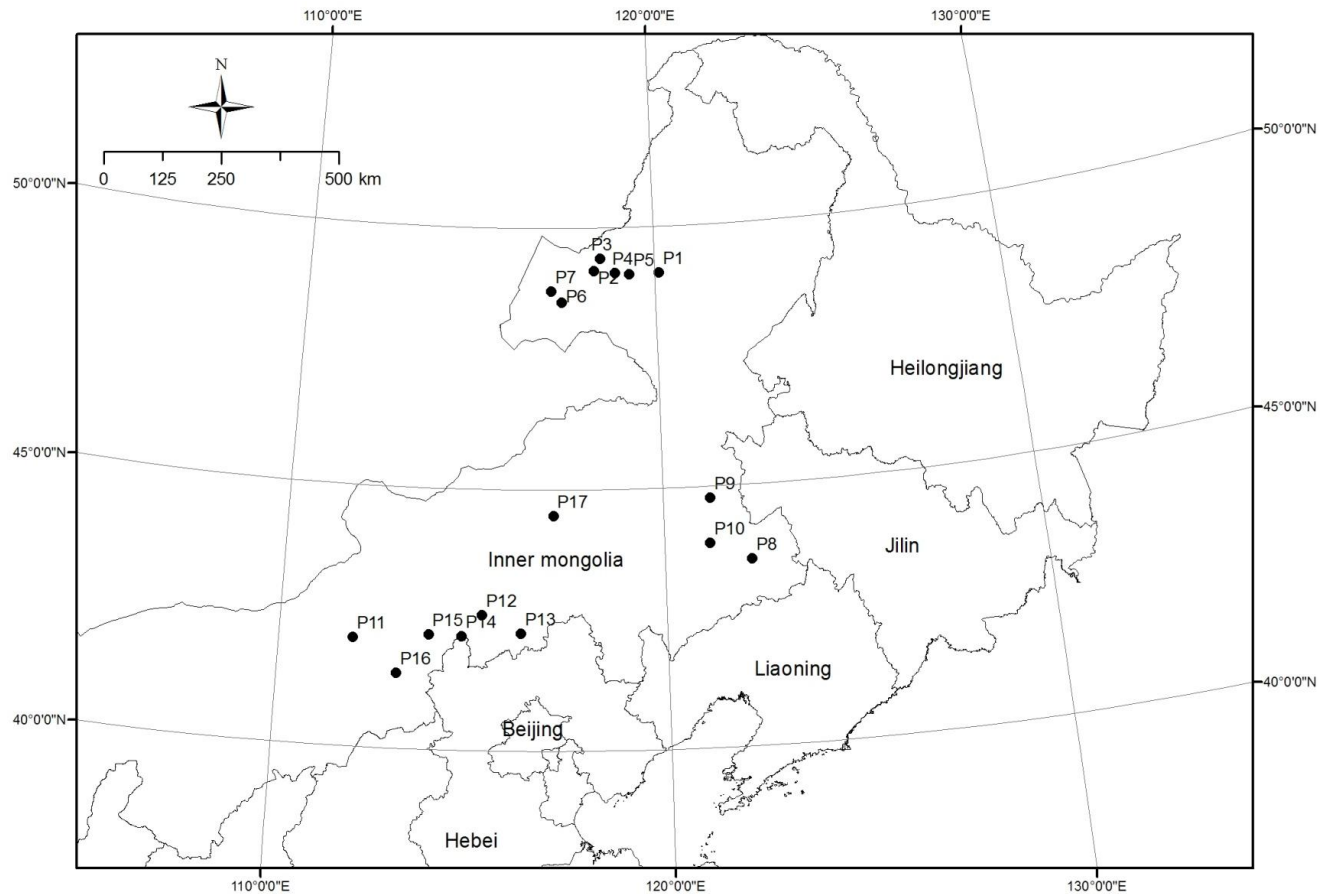 110°0'0"E
120°0'0"E
130°0'0"E
N
50°0'0"N
0 125 250 500 km
50°0'0"N
P3
P4
P5
P1
P2
P7
P6
Heilongjiang
45°0'0"N
45°0'0"N
P9
P17
P10
P8
Jilin
Inner mongolia
P12
P11
P15
P14
P13
P16
Liaoning
40°0'0"N
40°0'0"N
Beijing
Hebei
110°0'0"E
120°0'0"E
130°0'0"E